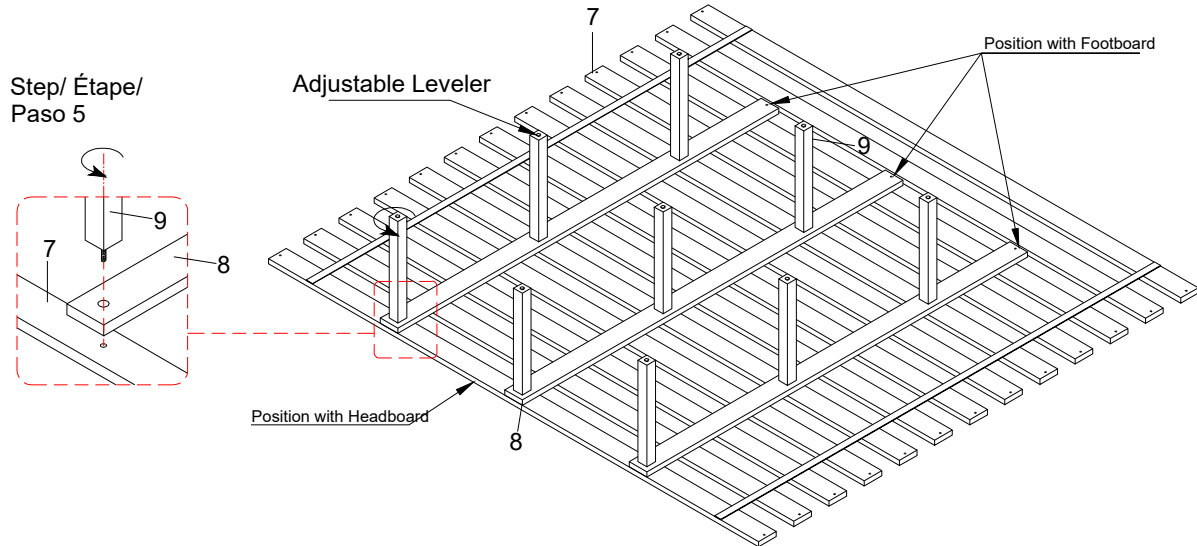 Step/ Étape/
Paso 5
7
Position with Footboard
Adjustable Leveler
9
9
7
8
Position with Headboard
8